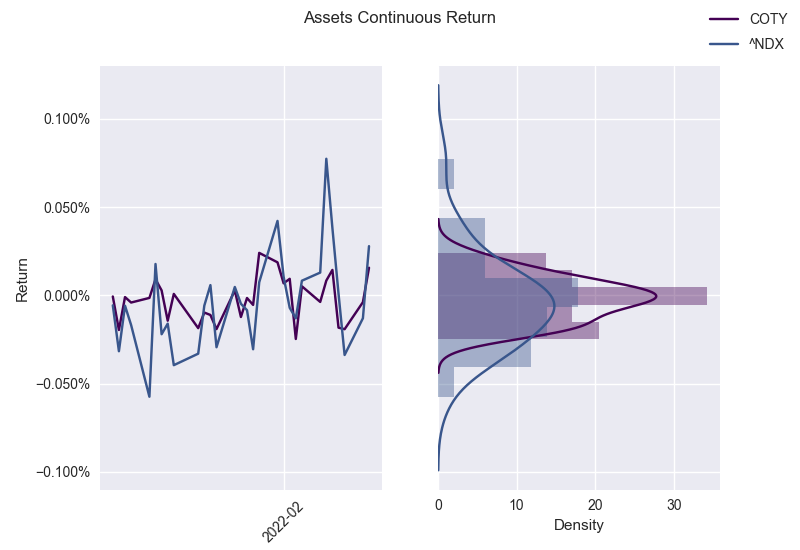 Assets Continuous Return
COTY
^NDX
Return
0.100%
0.050%
0.000%
−0.050%
−0.100%
2022-02
0
10
20
30
Density